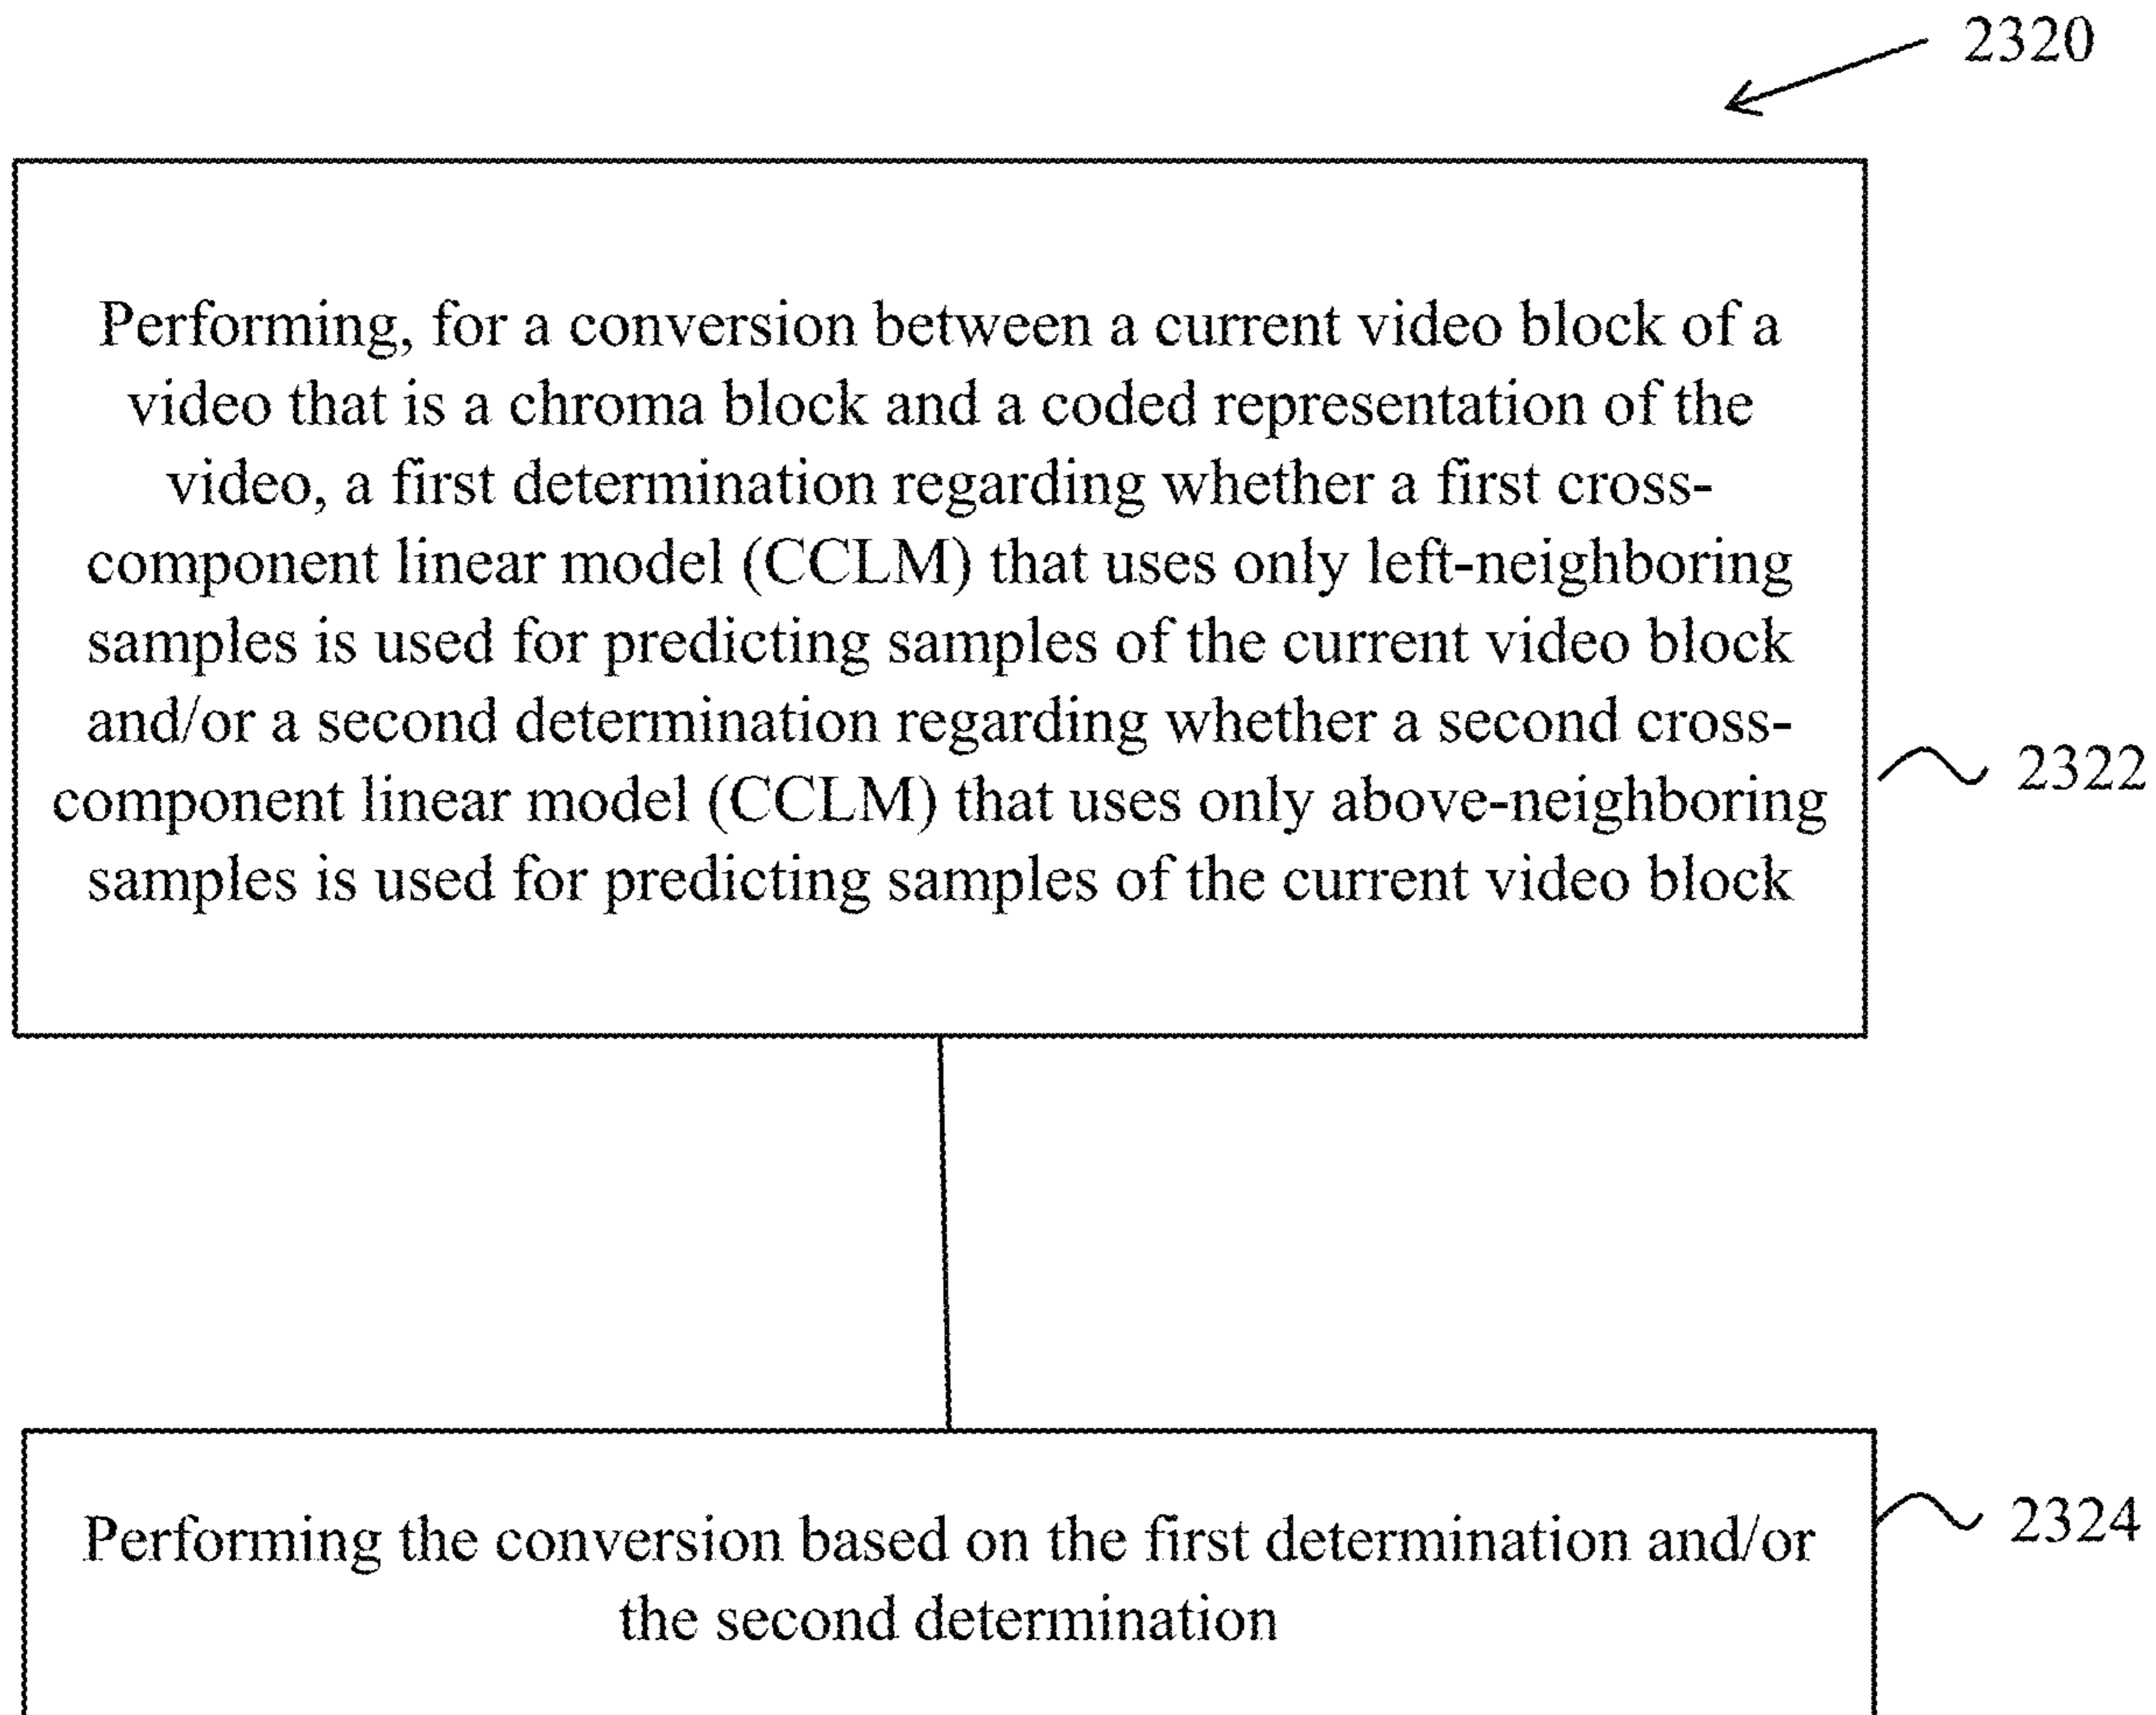 2320
Performing, for a conversion between a current video block of a
video that is a chroma block and a coded representation of the
video, a first determination regarding whether a first cross-
component linear model (CCLM) that uses only left-neighboring
samples is used for predicting samples of the current video block
and/or a second determination regarding whether a second cross-
component linear model (CCLM) that uses only above-neighboring
samples is used for predicting samples of the current video block
2322
Performing the conversion based on the first determination and/or
the second determination
2324